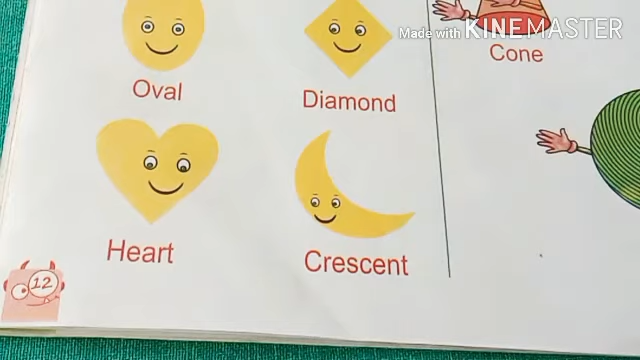 Made with KINEMASTER
Cone
Oval
Diamond
Heart
Crescent
12